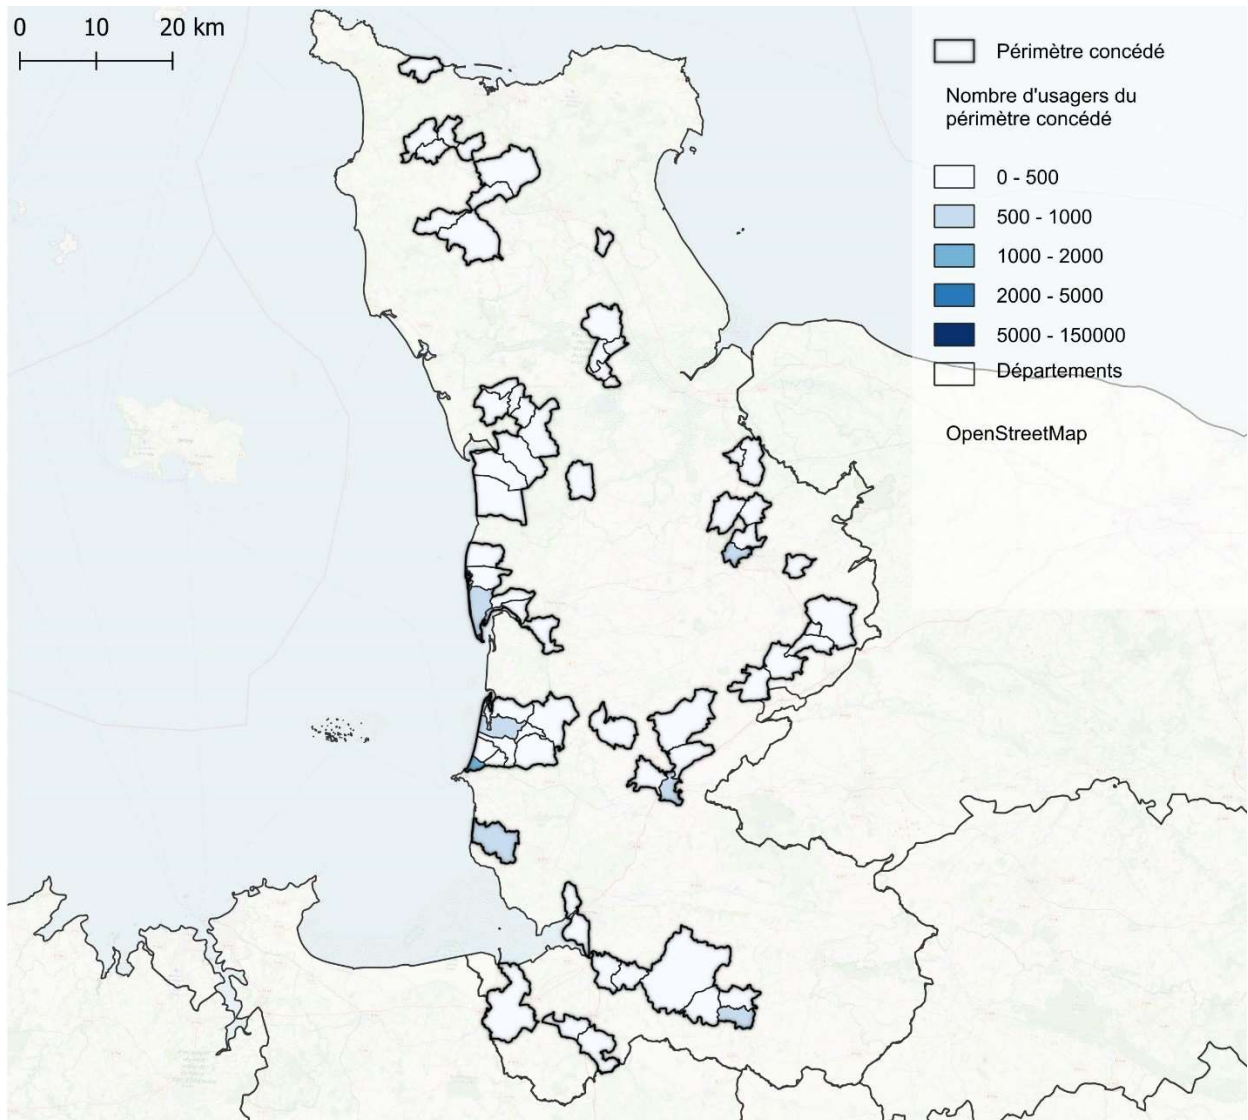 0 10 20 km
Périmètre concédé
Nombre d'usagers du
périmètre concédé
0 - 500
500 - 1000
1000 - 2000
2000 - 5000
5000 - 150000
Départements
OpenStreetMap